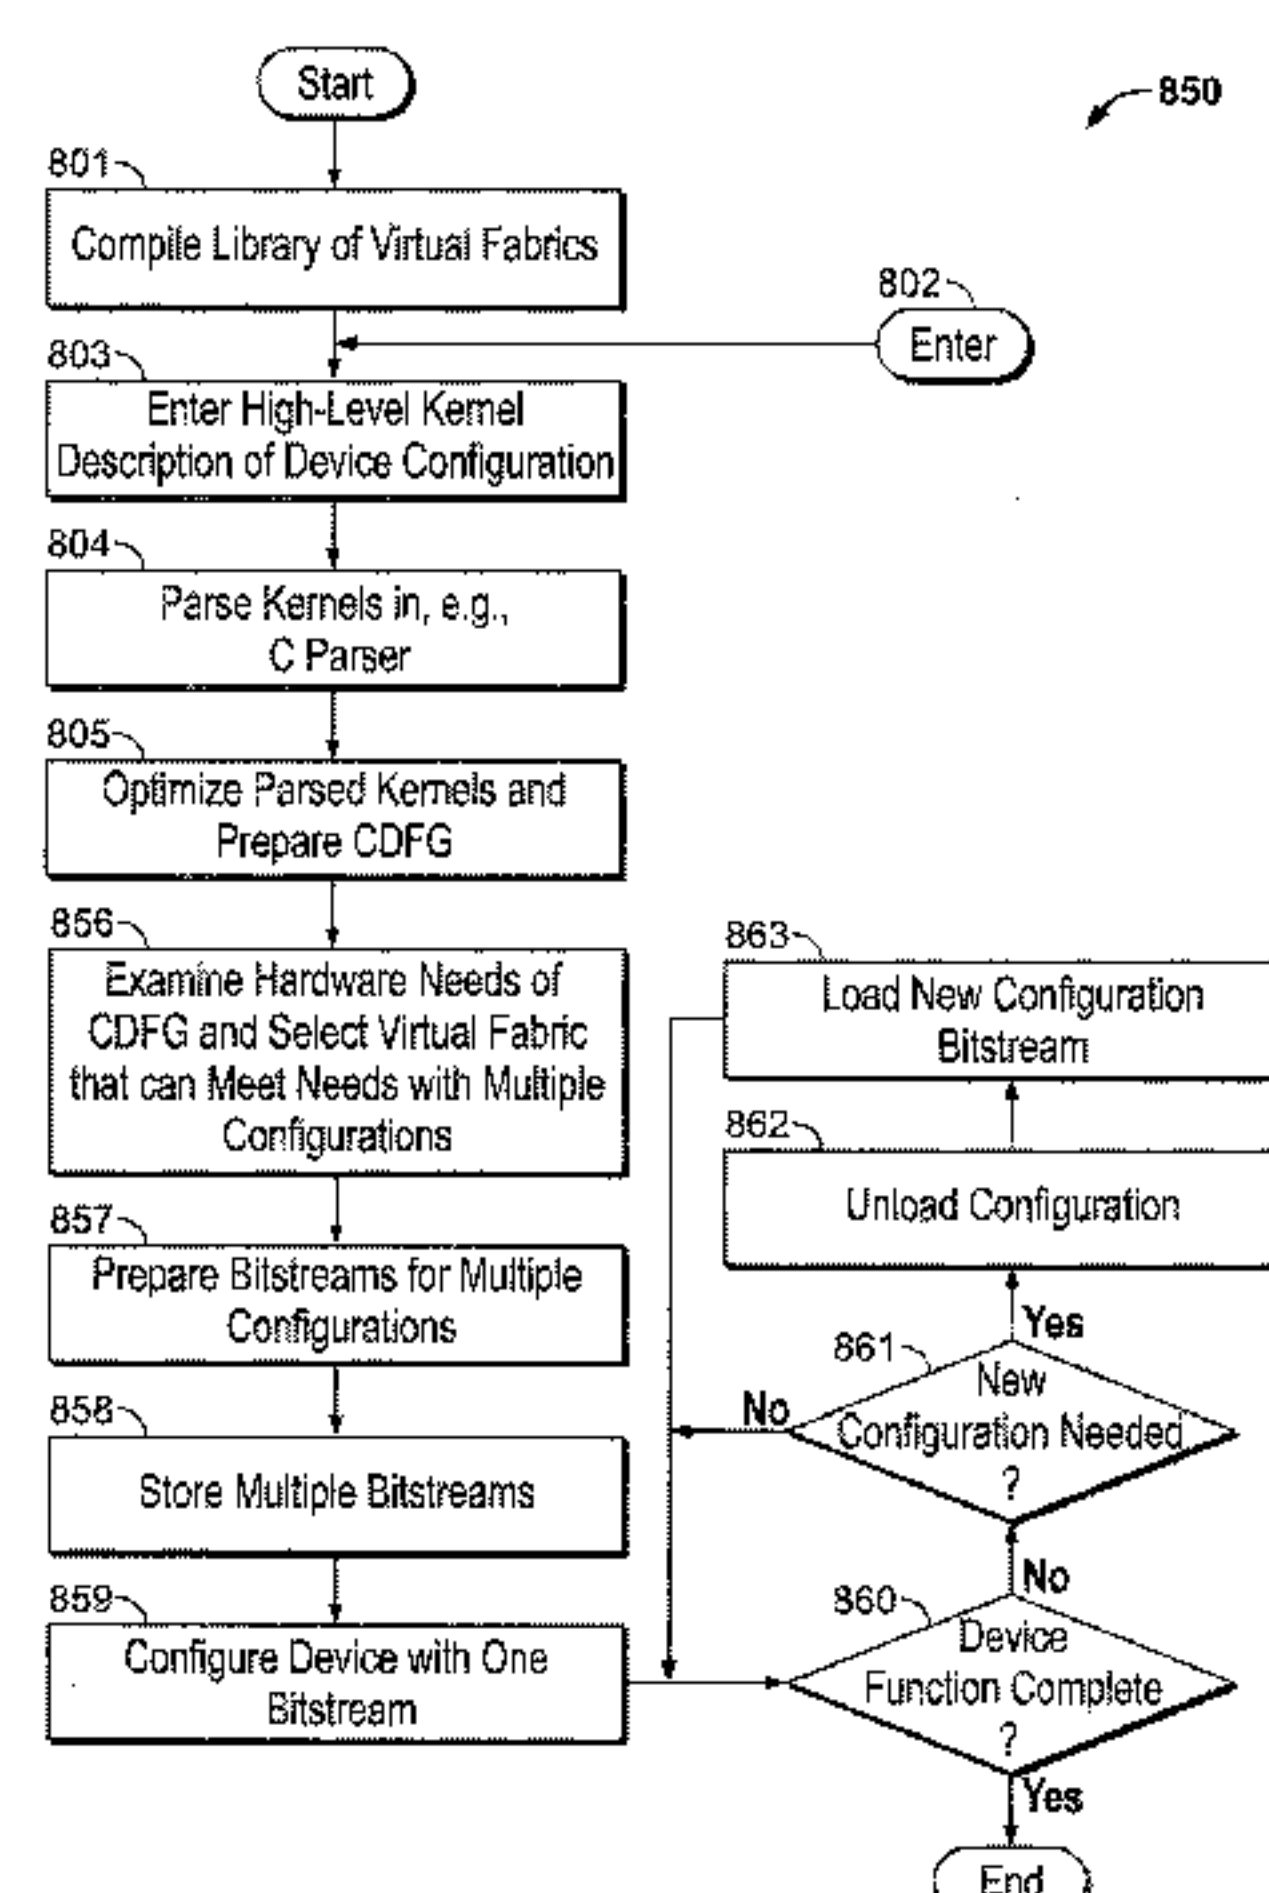 Start
850
801
Compile Library of Virtual Fabrics
802
Enter
803
Enter High-Level Kernel
Description of Device Configuration
804
Parse Kernels in, e.g.,
C Parser
805
Optimize Parsed Kernels and
Prepare CDFG
856
Examine Hardware Needs of
CDFG and Select Virtual Fabric
that can Meet Needs with Multiple
Configurations
857
Prepare Bitstreams for Multiple
Configurations
858
Store Multiple Bitstreams
859
Configure Device with One
Bitstream
863
Load New Configuration
Bitstream
862
Unload Configuration
Yes
861
New
Configuration Needed
?
No
No
860
Device
Function Complete
?
Yes
End